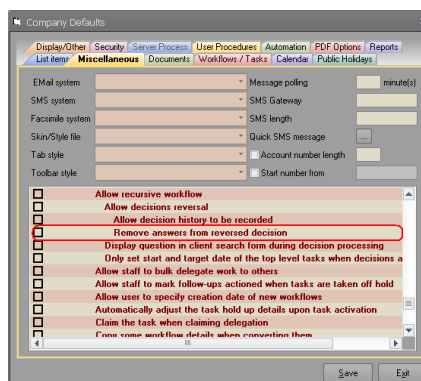 Company Defaults
Display/Other Security Server Process User Procedures Automation PDF Options Reports
List items Miscellaneous Documents Workflows / Tasks Calendar Public Holidays
EMail system Message polling minute(s)
SMS system SMS Gateway
Facsimile system SMS length
Skin/Style file Quick SMS message ...
Tab style Account number length
Toolbar style Start number from
Allow recursive workflow
Allow decisions reversal
Allow decision history to be recorded
Remove answers from reversed decision
Display question in client search form during decision processing
Only set start and target date of the top level tasks when decisions a
Allow staff to bulk delegate work to others
Allow staff to mark follow-ups actioned when tasks are taken off hold
Allow user to specify creation date of new workflows
Automatically adjust the task hold up details upon task activation
Claim the task when claiming delegation
Copy some workflow details when converting them
Save Exit